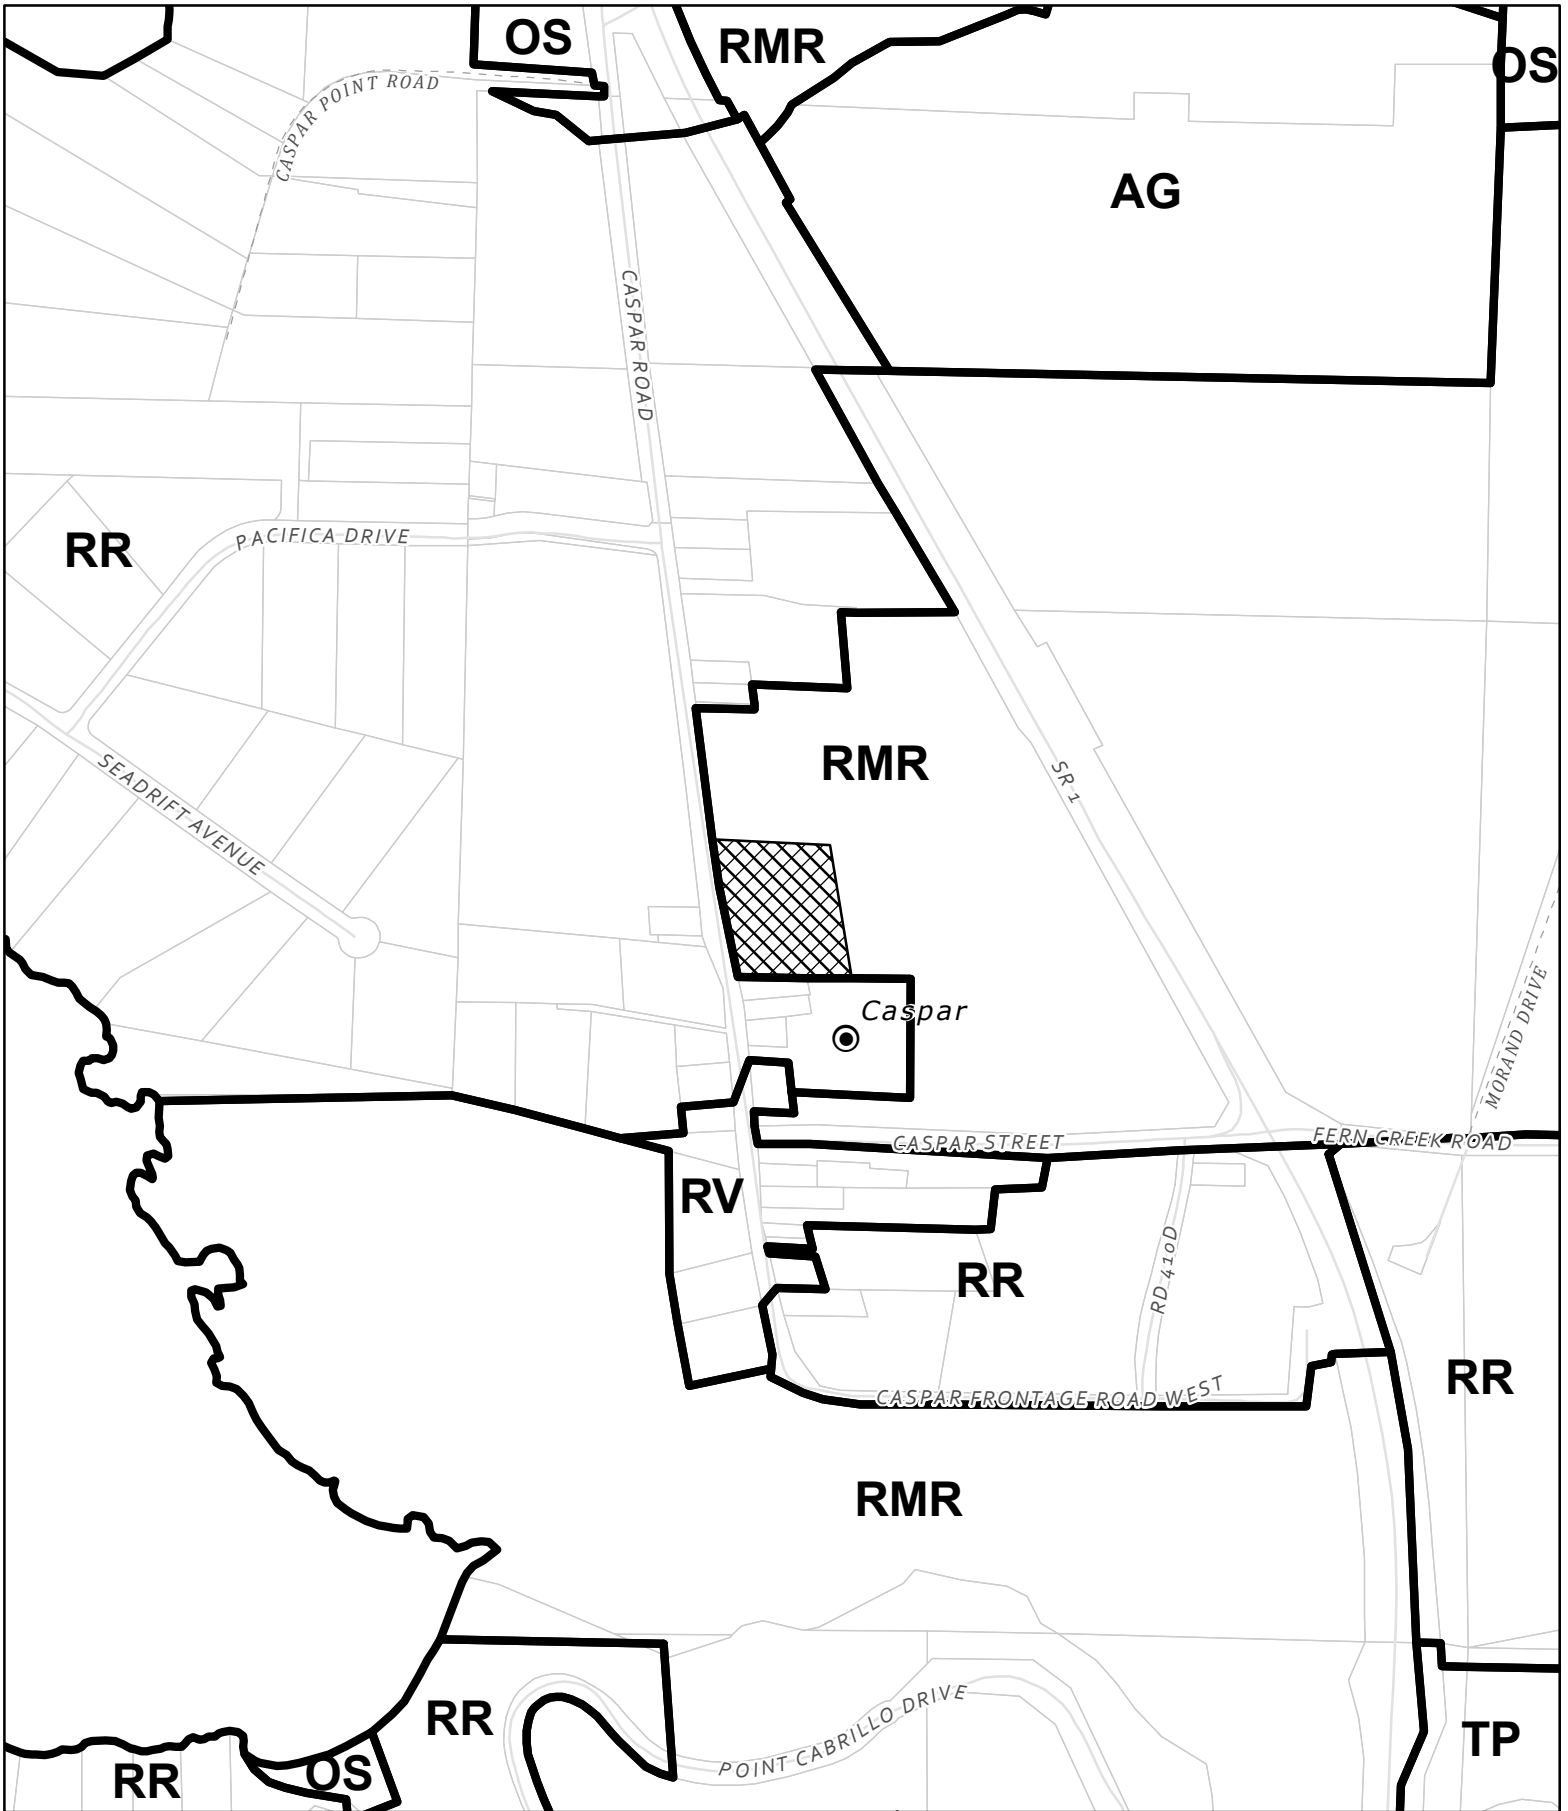 OS
RMR
OS
CASPAR POINT ROAD
AG
CASPAR ROAD
RR
PACIFICA DRIVE
RMR
SR 1
SEADRIFT AVENUE
Caspar
MORAND DRIVE
CASPAR STREET
FERN CREEK ROAD
RV
RD 410D
RR
RR
CASPAR FRONTAGE ROAD WEST
RMR
RR
POINT CABRILLO DRIVE
TP
OS
RR